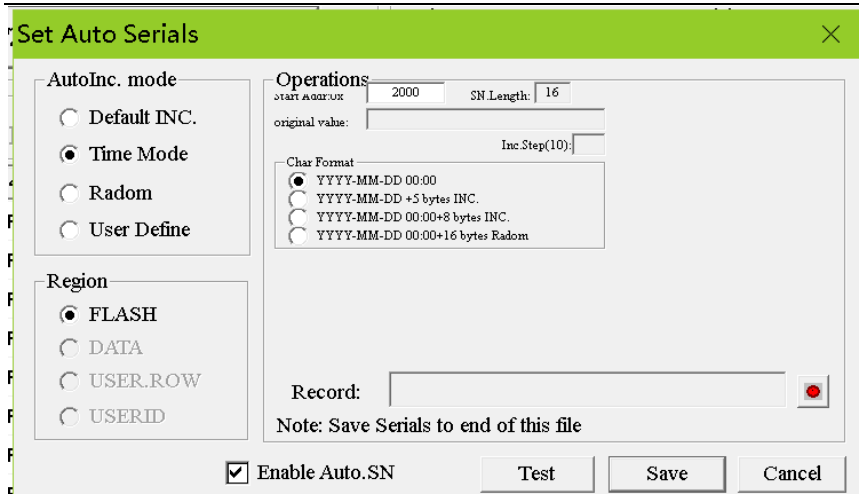 Set Auto Serials
AutoInc. mode
Default INC.
Time Mode
Radom
User Define
Region
FLASH
DATA
USER.ROW
USERID
Operations
Start Addr:0x 2000 SN.Length: 16
original value:
Inc.Step(10):
Char Format
YYYY-MM-DD 00:00
YYYY-MM-DD +5 bytes INC.
YYYY-MM-DD 00:00+8 bytes INC.
YYYY-MM-DD 00:00+16 bytes Radom
Record:
Note: Save Serials to end of this file
Enable Auto.SN
Test
Save
Cancel